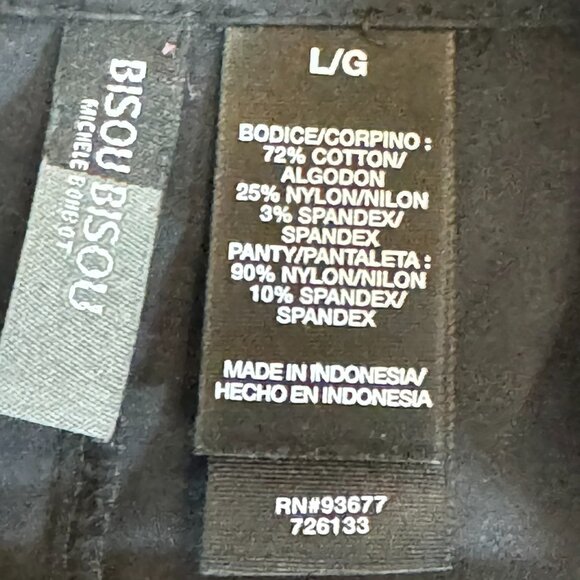 BISOU BISOU
MICHELE BOHBOT
L/G
BODICE/CORPINO :
72% COTTON/
ALGODON
25% NYLON/NILON
3% SPANDEX/
SPANDEX
PANTY/PANTALETA :
90% NYLON/NILON
10% SPANDEX/
SPANDEX
MADE IN INDONESIA/
HECHO EN INDONESIA
RN#93677
726133